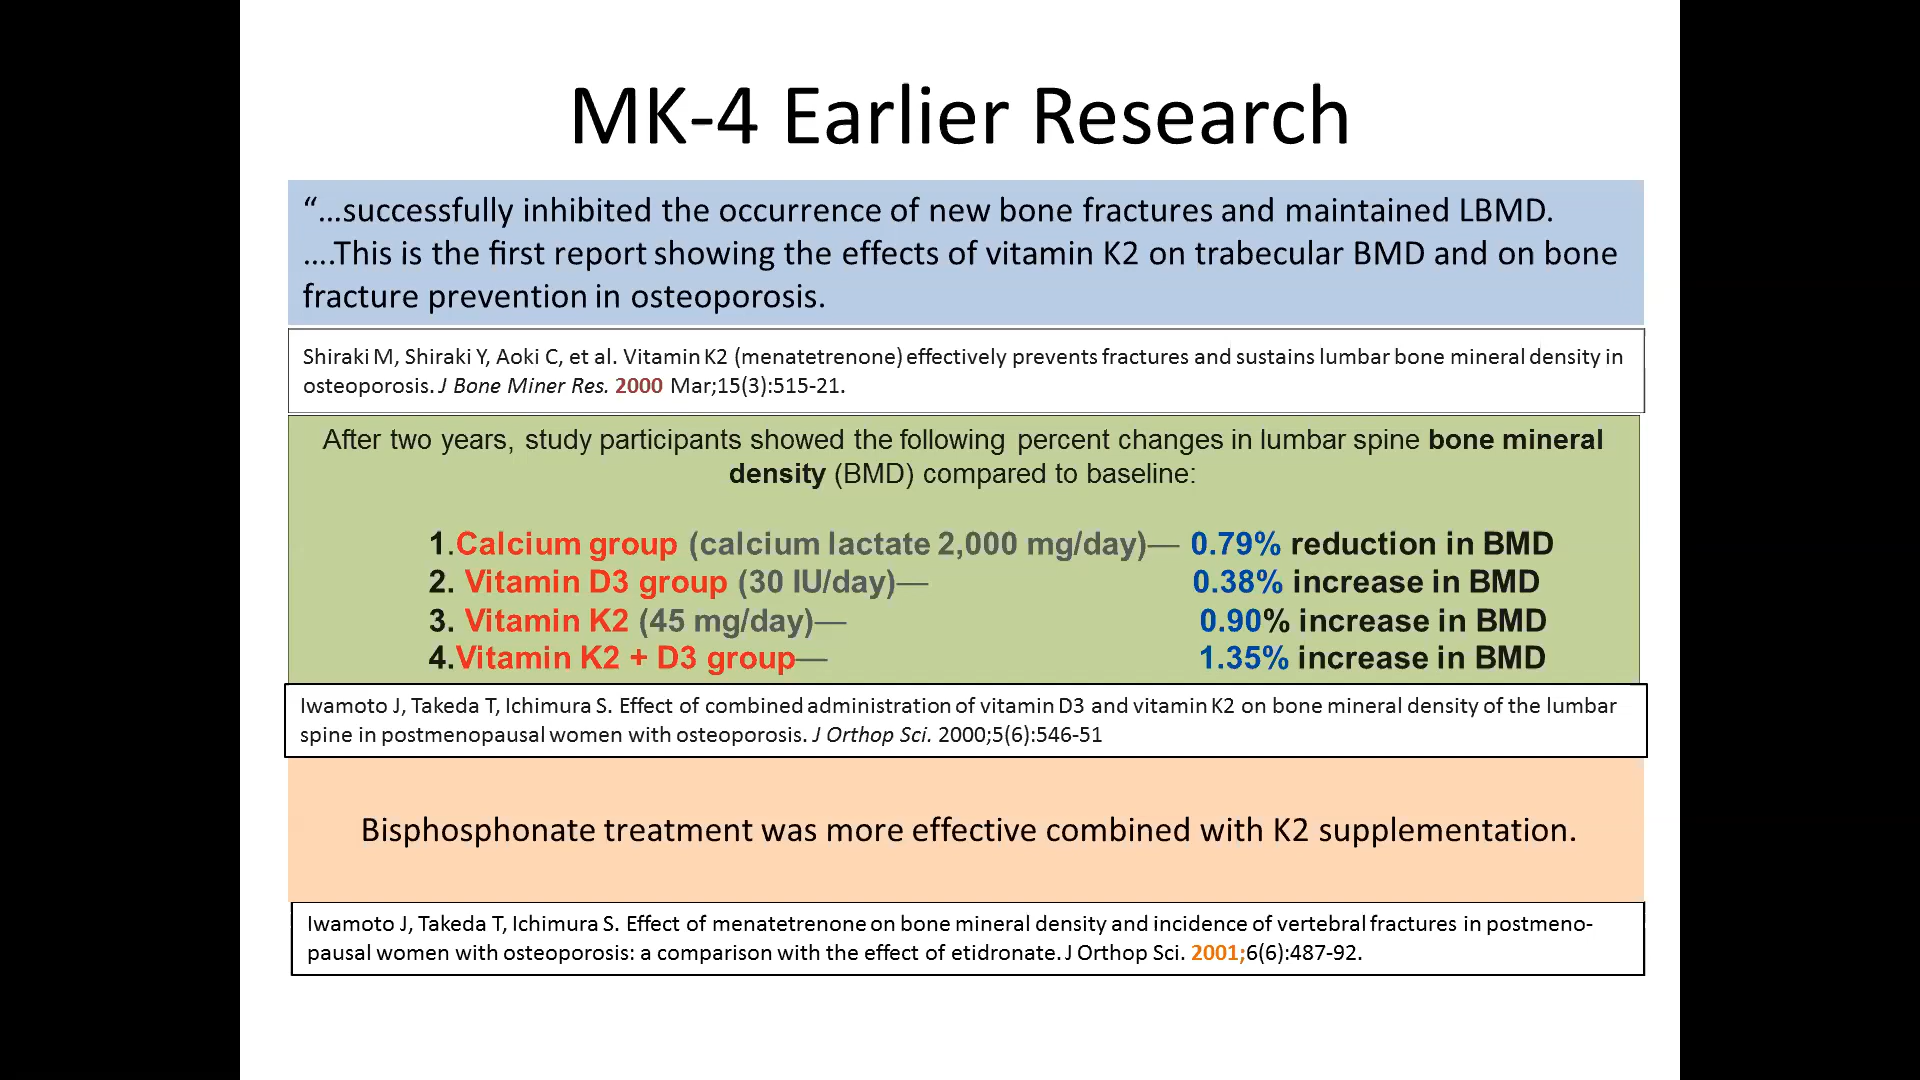 MK-4 Earlier Research
“…successfully inhibited the occurrence of new bone fractures and maintained LBMD.
….This is the first report showing the effects of vitamin K2 on trabecular BMD and on bone
fracture prevention in osteoporosis.
Shiraki M, Shiraki Y, Aoki C, et al. Vitamin K2 (menatetrenone) effectively prevents fractures and sustains lumbar bone mineral density in
osteoporosis. J Bone Miner Res. 2000 Mar;15(3):515-21.
After two years, study participants showed the following percent changes in lumbar spine bone mineral
density (BMD) compared to baseline:
1.Calcium group (calcium lactate 2,000 mg/day)— 0.79% reduction in BMD
2. Vitamin D3 group (30 IU/day)— 0.38% increase in BMD
3. Vitamin K2 (45 mg/day)— 0.90% increase in BMD
4.Vitamin K2 + D3 group— 1.35% increase in BMD
Iwamoto J, Takeda T, Ichimura S. Effect of combined administration of vitamin D3 and vitamin K2 on bone mineral density of the lumbar
spine in postmenopausal women with osteoporosis. J Orthop Sci. 2000;5(6):546-51
Bisphosphonate treatment was more effective combined with K2 supplementation.
Iwamoto J, Takeda T, Ichimura S. Effect of menatetrenone on bone mineral density and incidence of vertebral fractures in postmeno-
pausal women with osteoporosis: a comparison with the effect of etidronate. J Orthop Sci. 2001;6(6):487-92.